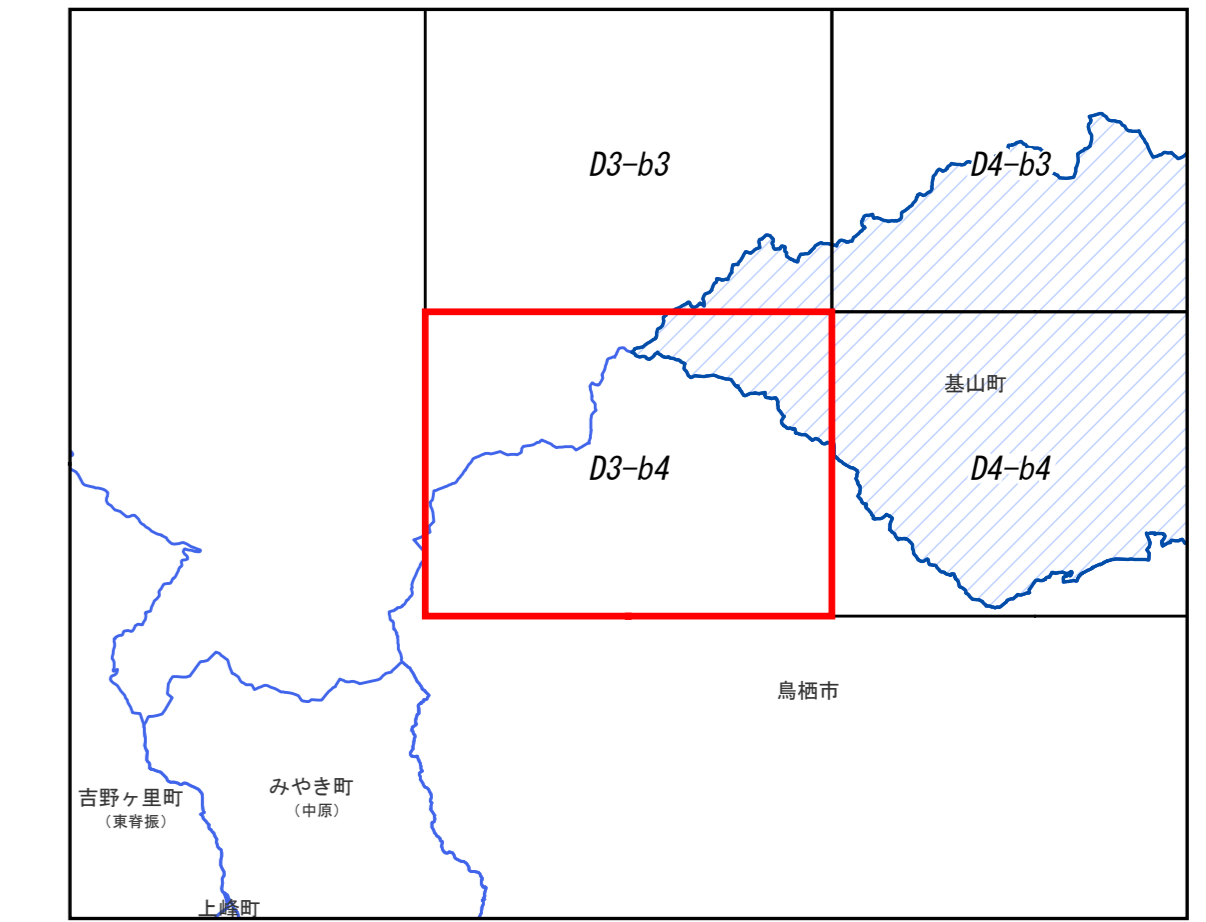 D3-b3
D4-b3
基山町
D3-b4
D4-b4
鳥栖市
みやき町
（中原）
吉野ヶ里町
（東脊振）
上峰町